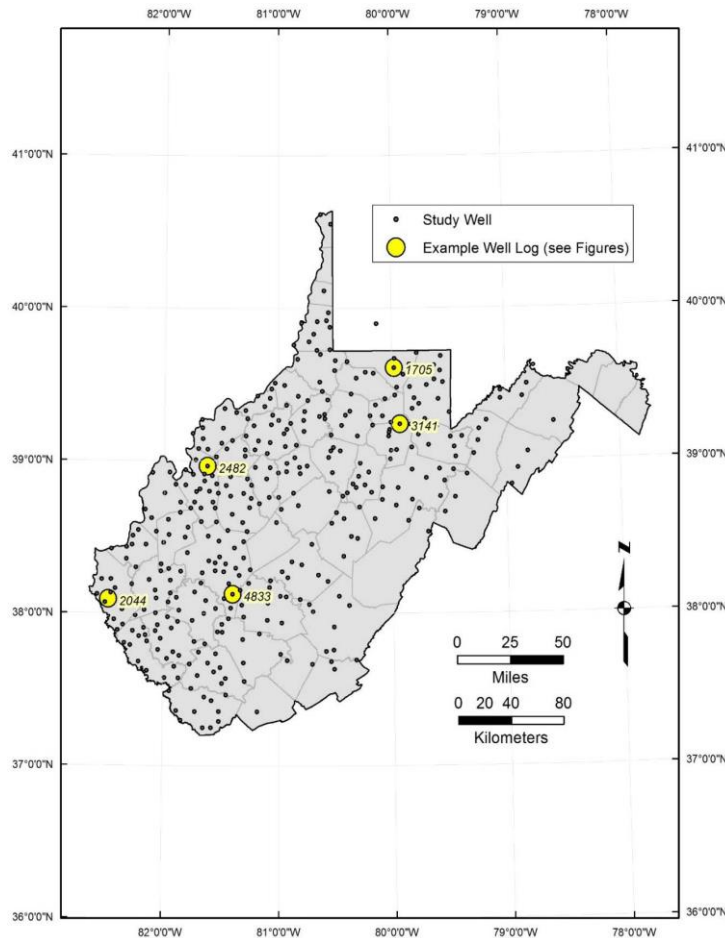 82°0'0"W 81°0'0"W 80°0'0"W 79°0'0"W 78°0'0"W
41°0'0"N 41°0'0"N
Study Well
Example Well Log (see Figures)
40°0'0"N 40°0'0"N
1705
3141
39°0'0"N 39°0'0"N
2482
N
2044 4833
38°0'0"N 38°0'0"N
0 25 50
Miles
0 20 40 80
Kilometers
37°0'0"N 37°0'0"N
36°0'0"N 36°0'0"N
82°0'0"W 81°0'0"W 80°0'0"W 79°0'0"W 78°0'0"W